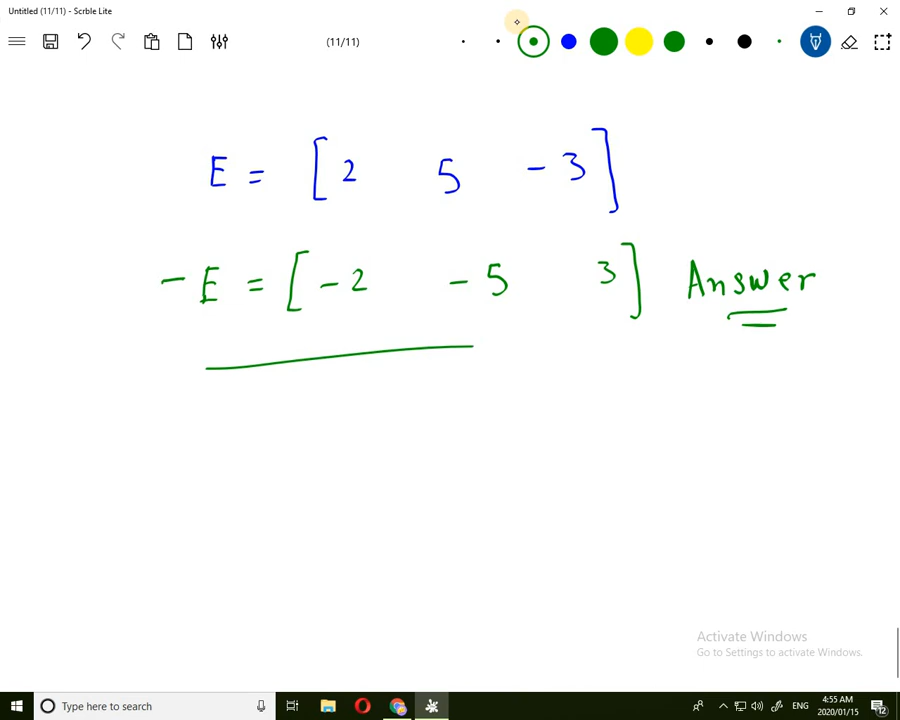 Untitled (11/11) - Scrble Lite
(11/11)
E = [2 5 - 3]
- E = [- 2 - 5 3] Answer
Activate Windows
Go to Settings to activate Windows.
Type here to search
ENG
4:55 AM
2020/01/15
12